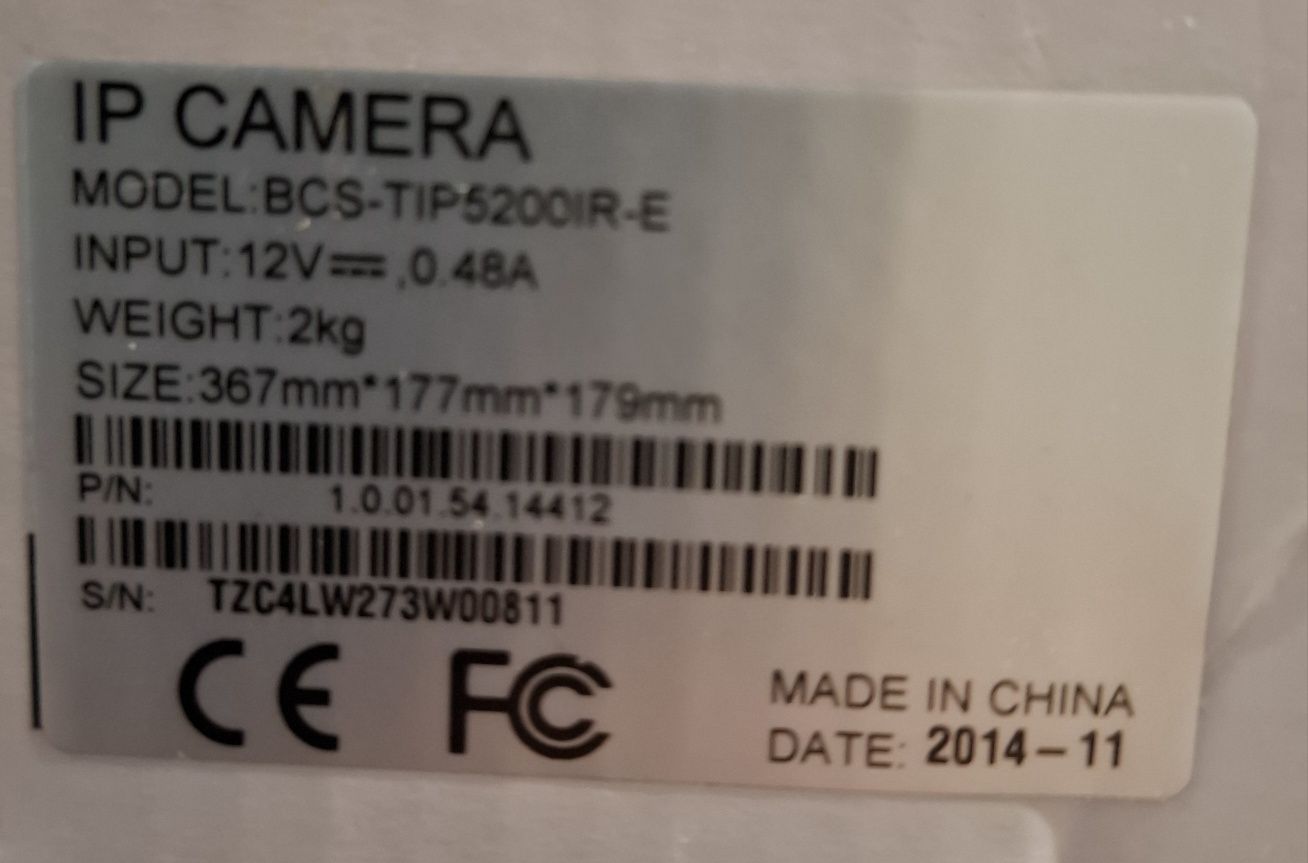 IP CAMERA
MODEL:BCS-TIP5200IR-E
INPUT:12V⎓,0.48A
WEIGHT:2kg
SIZE:367mm*177mm*179mm
P/N: 1.0.01.54.14412
S/N: TZC4LW273W00811
CE FC
MADE IN CHINA
DATE: 2014-11